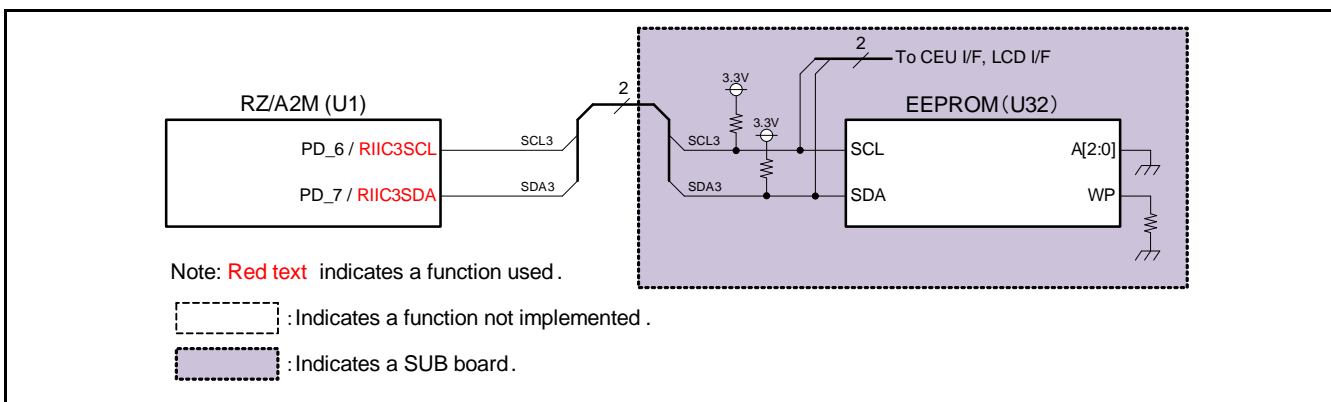 2
To CEU I/F, LCD I/F
3.3V
RZ/A2M (U1)
2
EEPROM（U32）
3.3V
PD_6 / RIIC3SCL
SCL3
SCL3
SCL
A[2:0]
PD_7 / RIIC3SDA
SDA3
SDA3
SDA
WP
Note: Red text indicates a function used.
: Indicates a function not implemented.
: Indicates a SUB board.